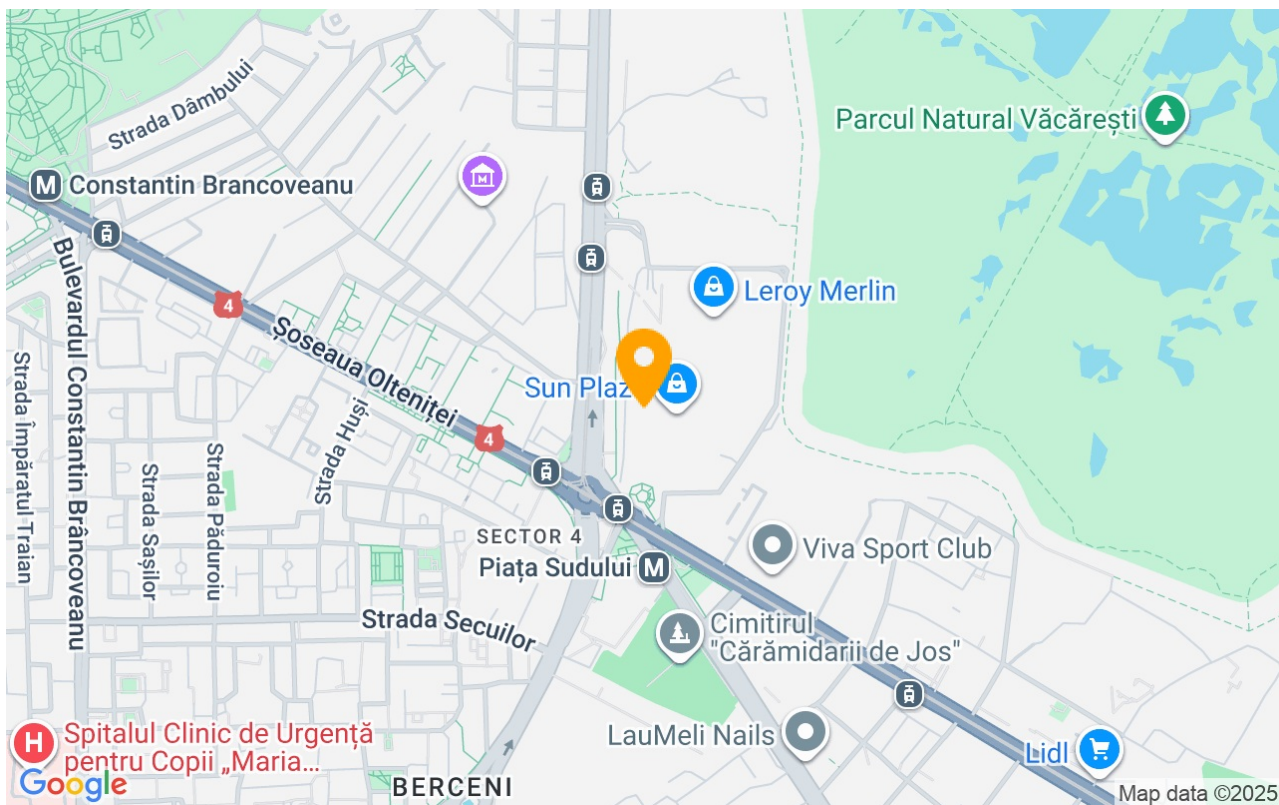 Strada Dâmbului
Parcul Natural Văcărești
M Constantin Brancoveanu
Bulevardul Constantin Brâncoveanu
4
Leroy Merlin
Șoseaua Olteniței
Sun Plaz
4
Strada Împăratul Traian
Strada Huși
Strada Sașilor
Strada Păduroiu
SECTOR 4
Viva Sport Club
Piața Sudului M
Strada Secuilor
Cimitirul
"Cărămidarii de Jos"
H Spitalul Clinic de Urgență
pentru Copii „Maria...
LauMeli Nails
Lidl
Google
BERCENI
Map data ©2025